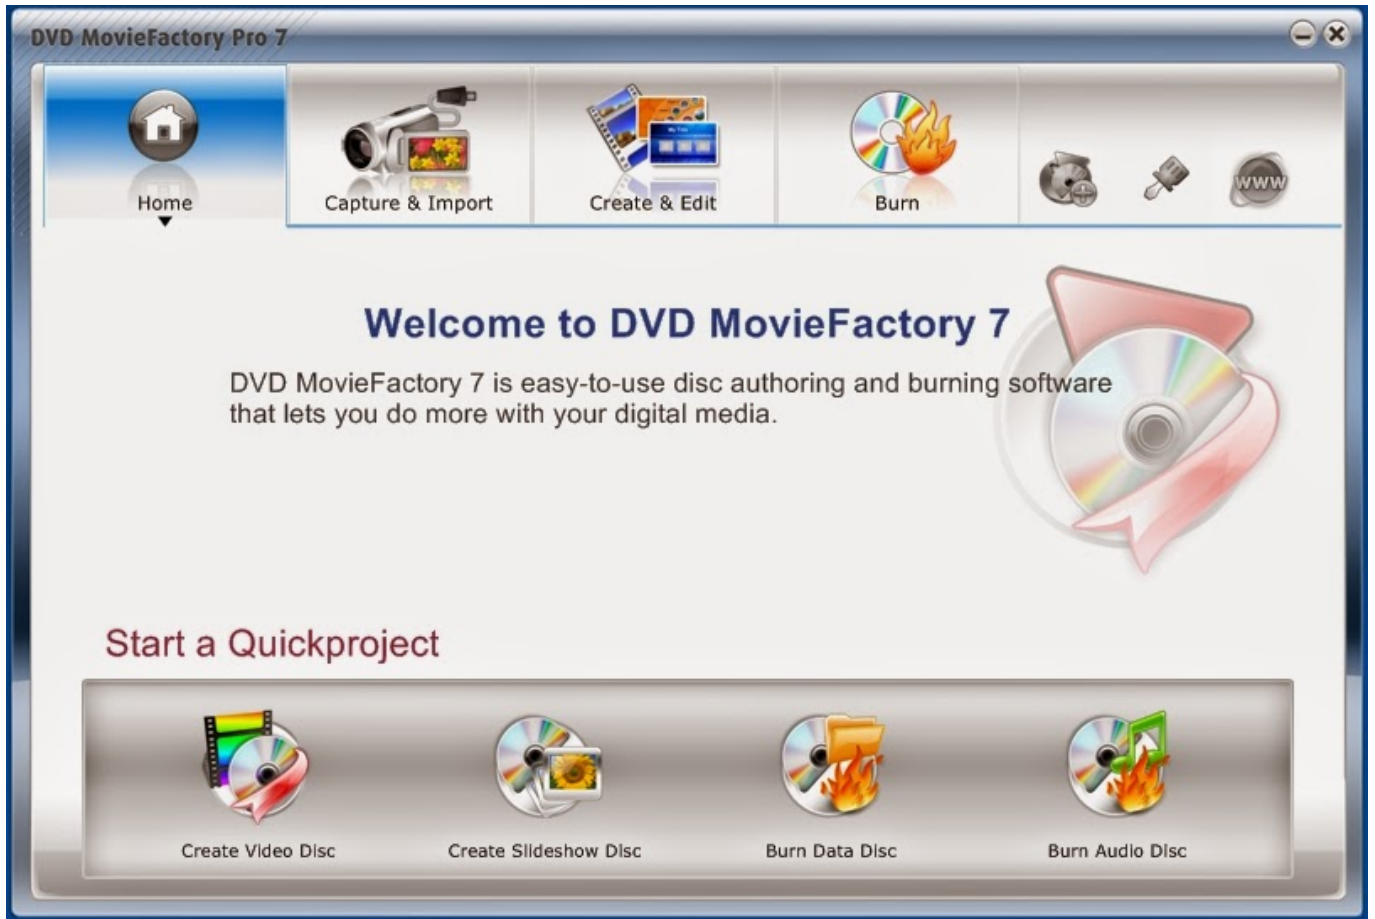 DVD MovieFactory Pro 7
Home
Capture & Import
Create & Edit
Burn
My Title
WWW
Welcome to DVD MovieFactory 7
DVD MovieFactory 7 is easy-to-use disc authoring and burning software
that lets you do more with your digital media.
Start a Quickproject
Create Video Disc
Create Slideshow Disc
Burn Data Disc
Burn Audio Disc